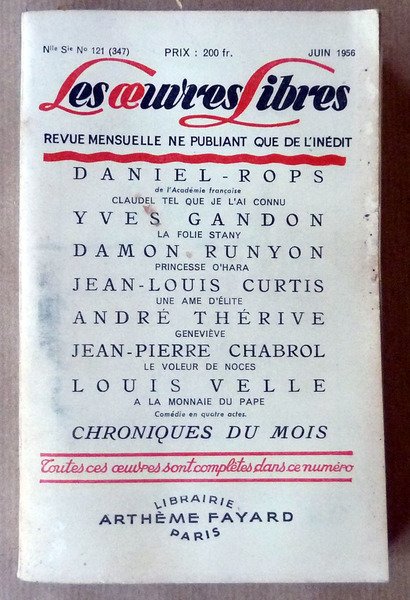 Nlle Sie No 121 (347) PRIX : 200 fr. JUIN 1956
Les œuvres Libres
REVUE MENSUELLE NE PUBLIANT QUE DE L'INÉDIT
DANIEL-ROPS
de l'Académie française
CLAUDEL TEL QUE JE L'AI CONNU
YVES GANDON
LA FOLIE STANY
DAMON RUNYON
PRINCESSE O'HARA
JEAN-LOUIS CURTIS
UNE AME D'ÉLITE
ANDRÉ THÉRIVE
GENEVIÈVE
JEAN-PIERRE CHABROL
LE VOLEUR DE NOCES
LOUIS VELLE
A LA MONNAIE DU PAPE
Comédie en quatre actes.
CHRONIQUES DU MOIS
Toutes ces œuvres sont complètes dans ce numéro
LIBRAIRIE
ARTHÈME FAYARD
PARIS